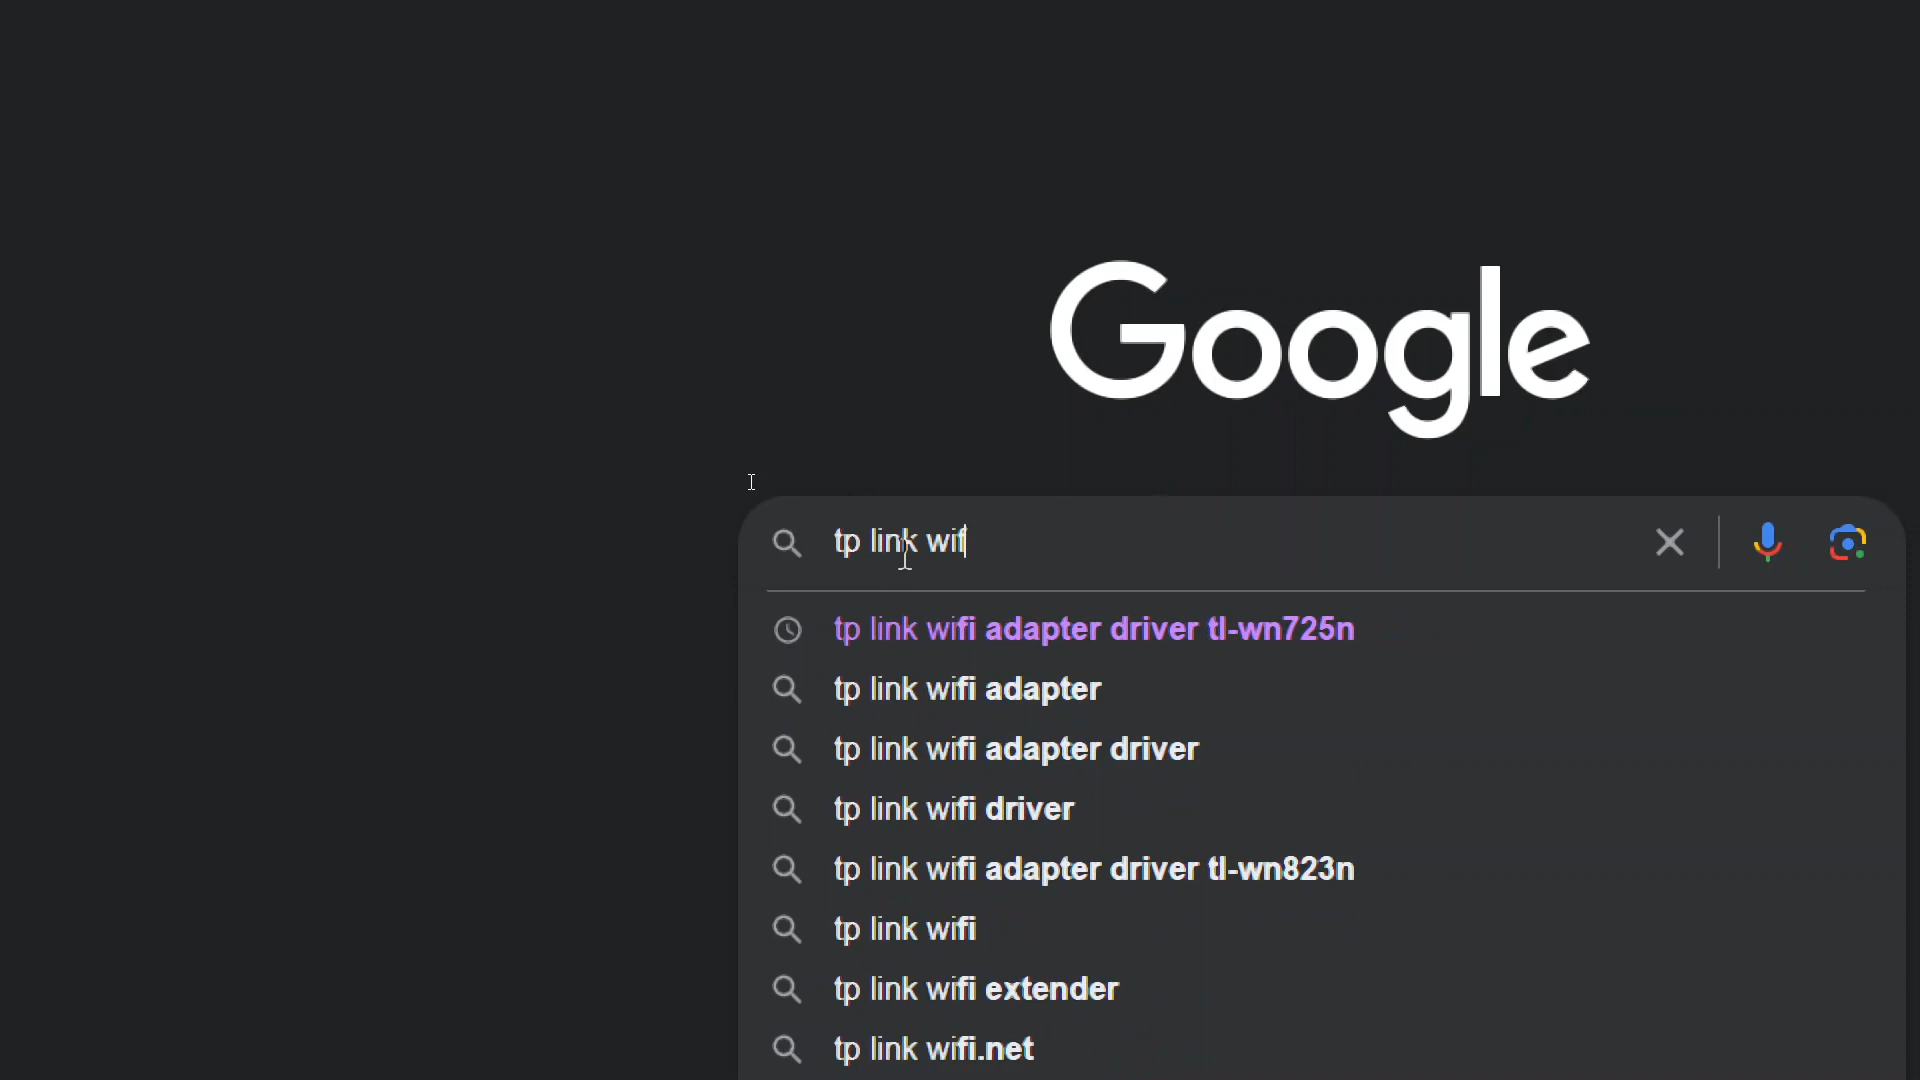 Google
tp link wif
tp link wifi adapter driver tl-wn725n
tp link wifi adapter
tp link wifi adapter driver
tp link wifi driver
tp link wifi adapter driver tl-wn823n
tp link wifi
tp link wifi extender
tp link wifi.net